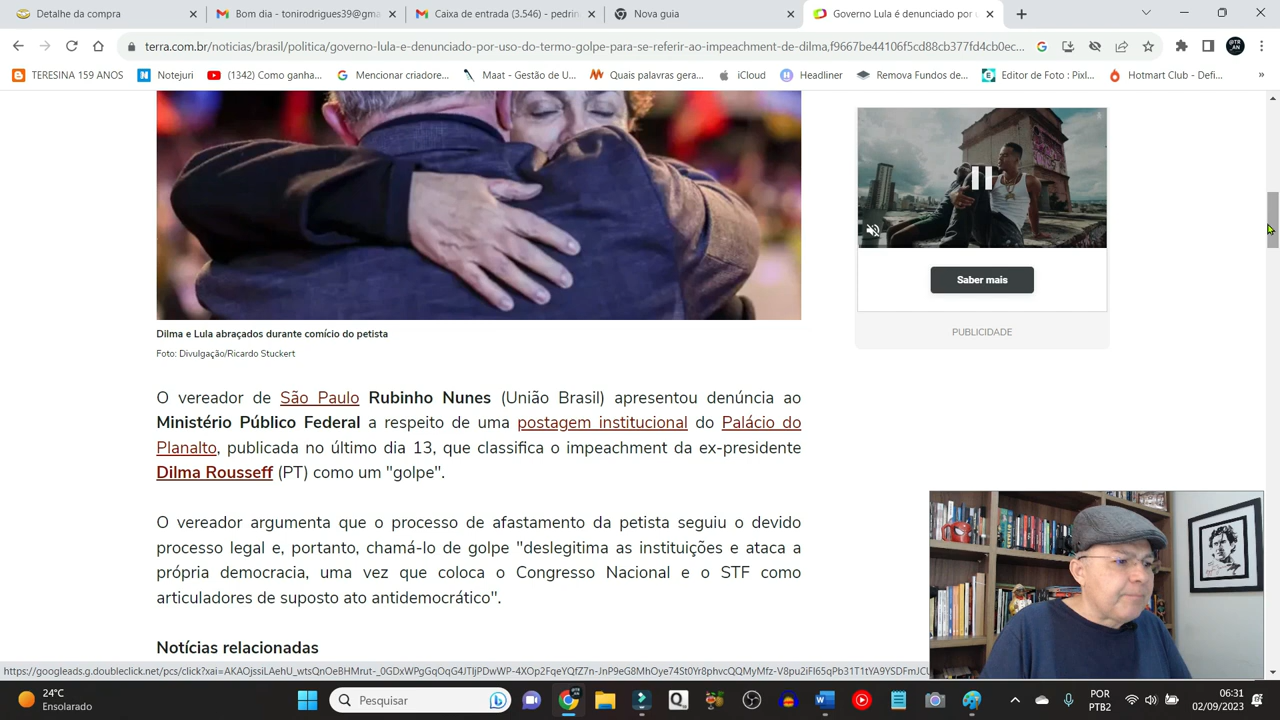 Detalhe da compra
Bom dia - tonirodrigues39@gma
Caixa de entrada (3.546) - pedrin
Nova guia
Governo Lula é denunciado por u
terra.com.br/noticias/brasil/politica/governo-lula-e-denunciado-por-uso-do-termo-golpe-para-se-referir-ao-impeachment-de-dilma,f9667be44106f5cd88cb377fd4cb0ec...
TERESINA 159 ANOS
Notejuri
(1342) Como ganha...
Mencionar criadore...
Maat - Gestão de U...
Quais palavras gera...
iCloud
Headliner
Remova Fundos de...
Editor de Foto : Pixl...
Hotmart Club - Defi...
»
Saber mais
PUBLICIDADE
Dilma e Lula abraçados durante comício do petista
Foto: Divulgação/Ricardo Stuckert
O vereador de São Paulo Rubinho Nunes (União Brasil) apresentou denúncia ao
Ministério Público Federal a respeito de uma postagem institucional do Palácio do
Planalto, publicada no último dia 13, que classifica o impeachment da ex-presidente
Dilma Rousseff (PT) como um "golpe".
O vereador argumenta que o processo de afastamento da petista seguiu o devido
processo legal e, portanto, chamá-lo de golpe "deslegitima as instituições e ataca a
própria democracia, uma vez que coloca o Congresso Nacional e o STF como
articuladores de suposto ato antidemocrático".
Notícias relacionadas
24°C
Ensolarado
Pesquisar
POR
PTB2
06:31
02/09/2023